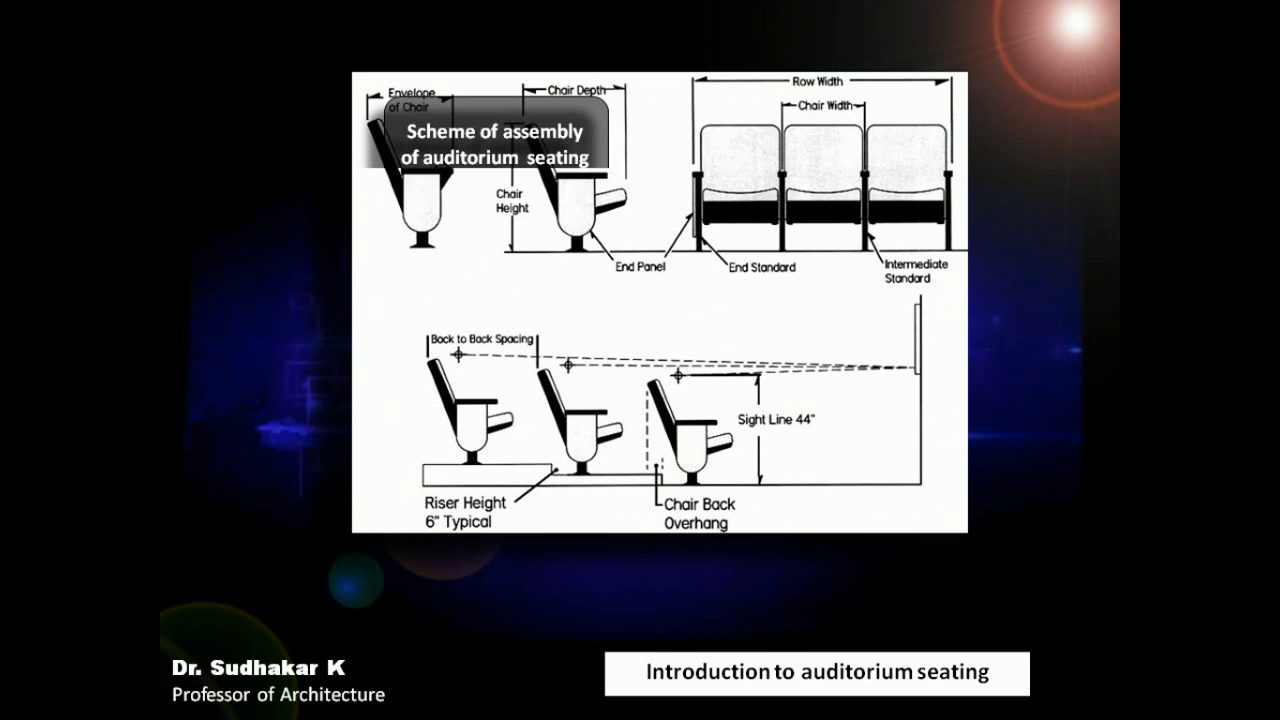 Envelope
of Chair
Chair Depth
Scheme of assembly
of auditorium seating
Chair
Height
End Panel
Row Width
Chair Width
End Standard
Intermediate
Standard
Back to Back Spacing
Sight Line 44"
Riser Height
6" Typical
Chair Back
Overhang
Dr. Sudhakar K
Professor of Architecture
Introduction to auditorium seating